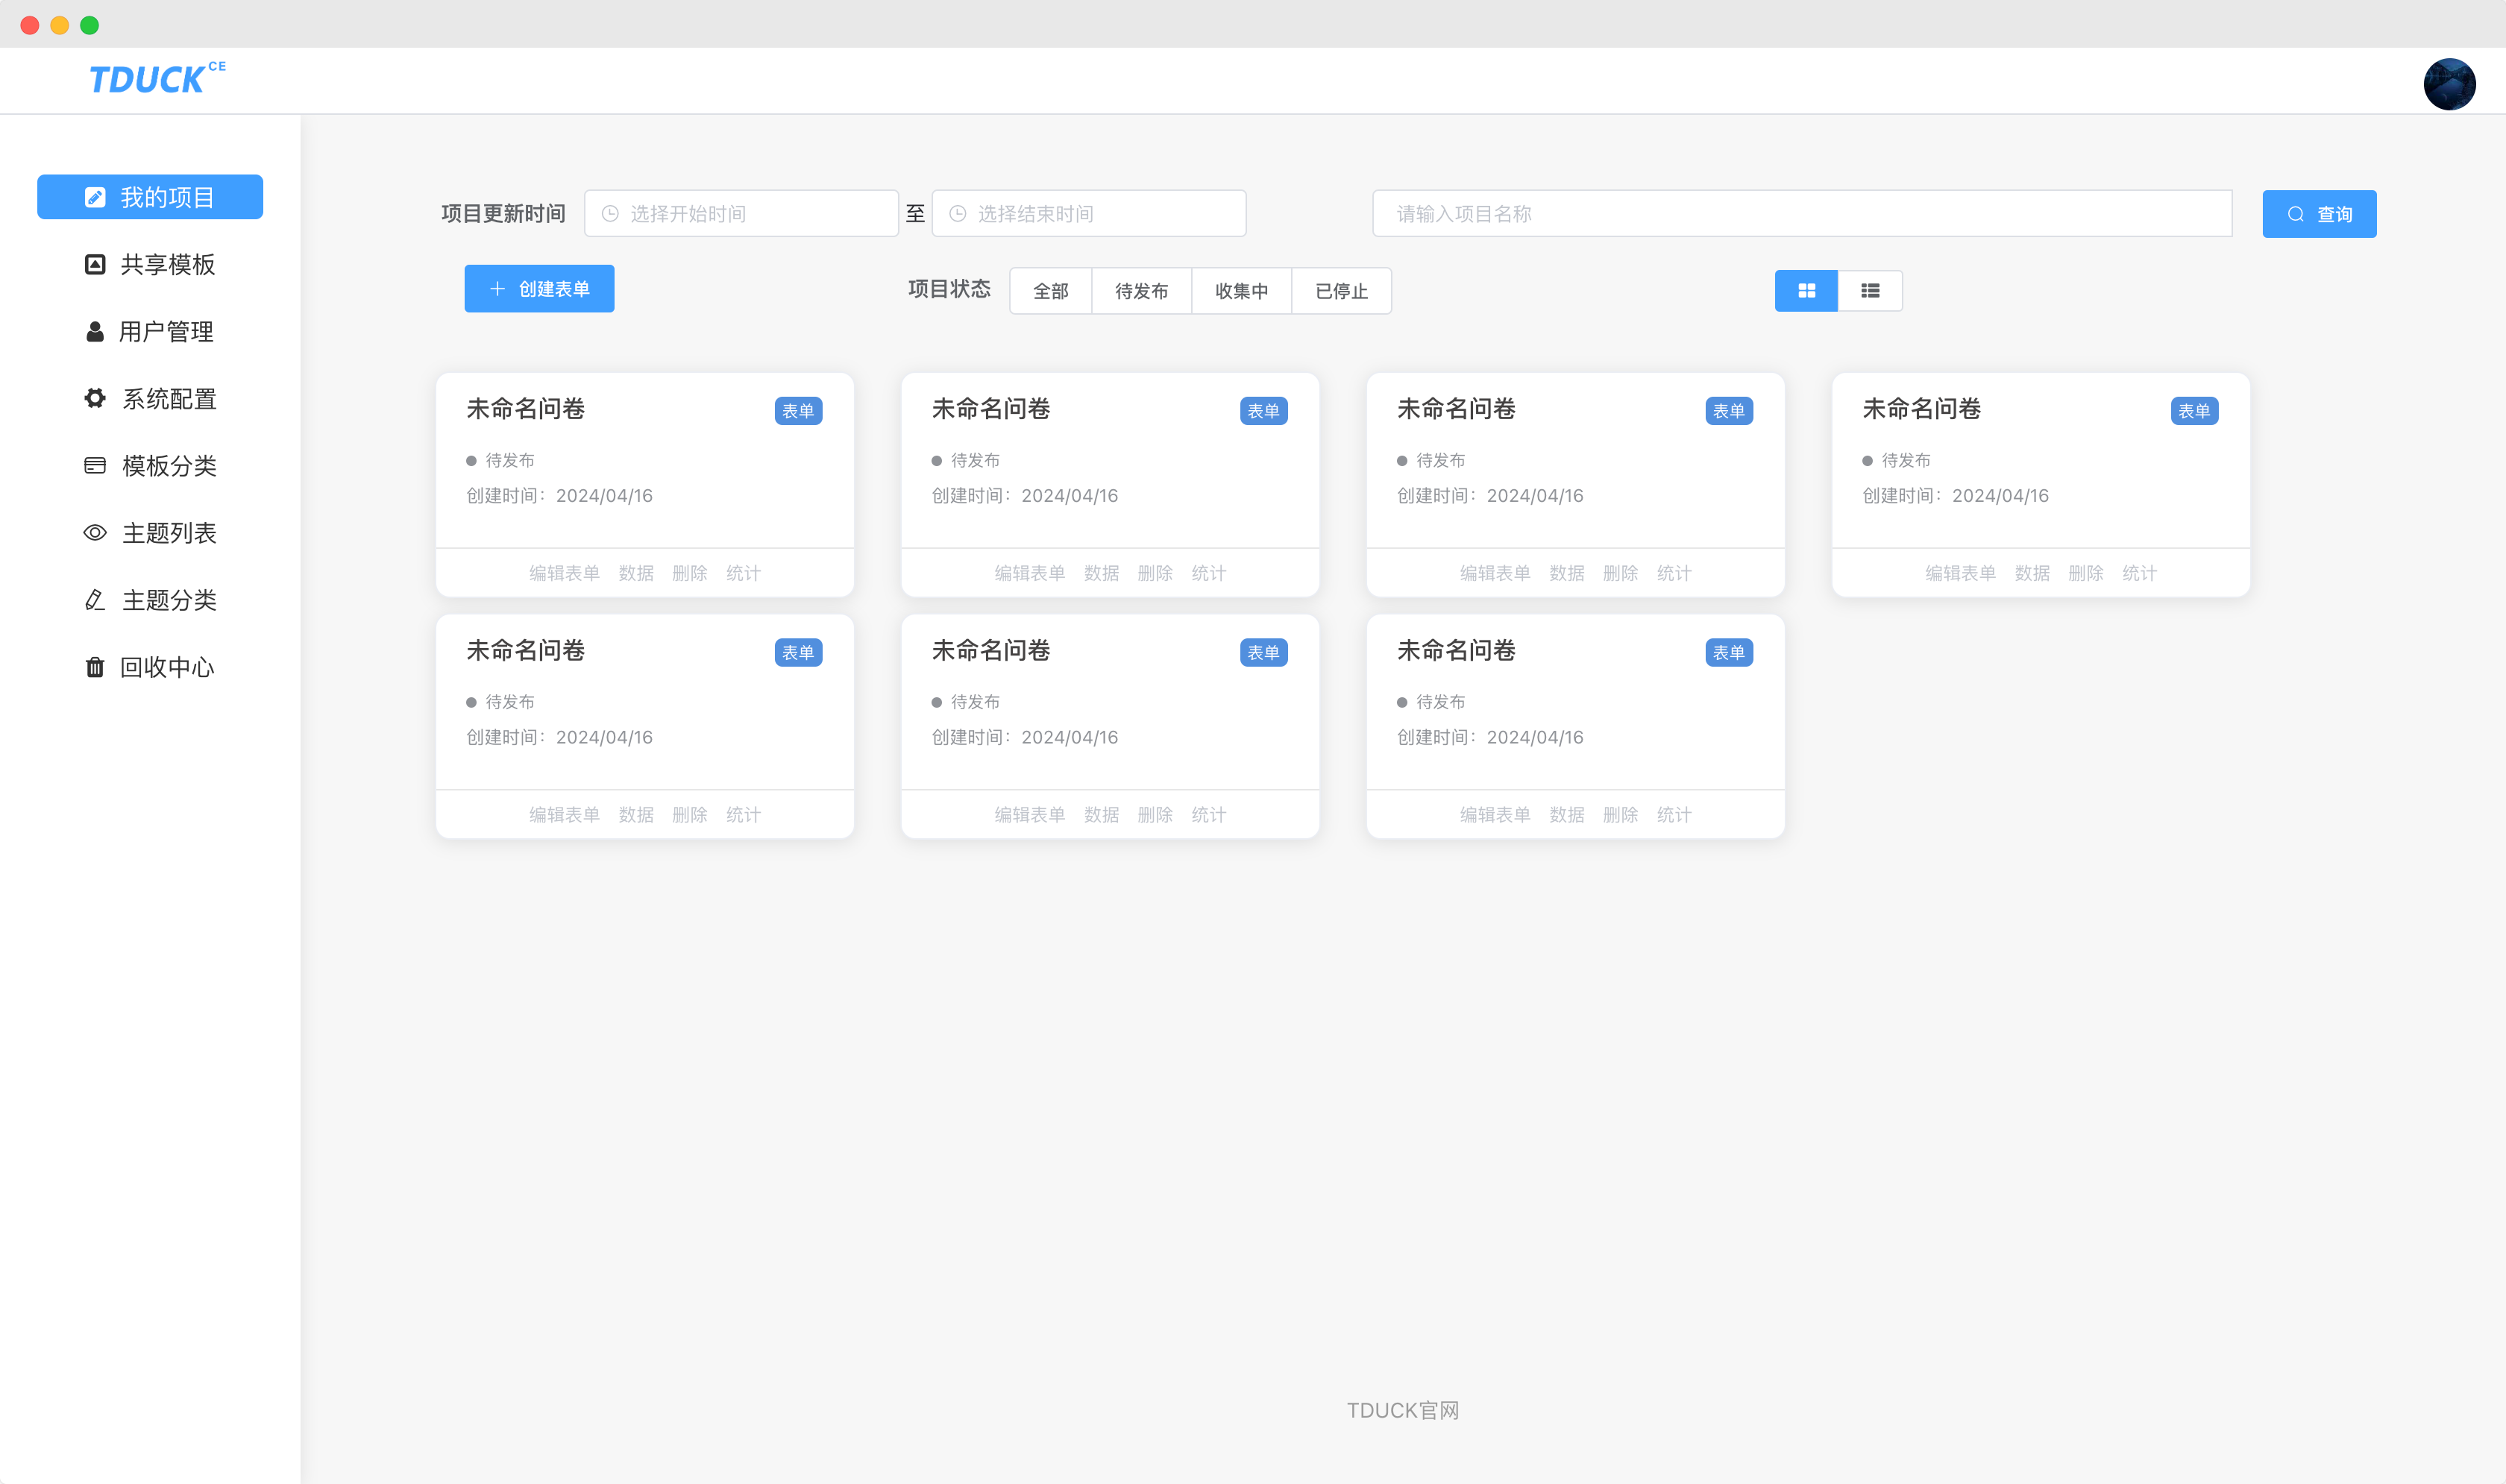 TDUCK CE
我的项目
共享模板
用户管理
系统配置
模板分类
主题列表
主题分类
回收中心
项目更新时间 选择开始时间 至 选择结束时间 请输入项目名称 查询
创建表单 项目状态 全部 待发布 收集中 已停止
未命名问卷 表单
待发布
创建时间：2024/04/16
编辑表单 数据 删除 统计
未命名问卷 表单
待发布
创建时间：2024/04/16
编辑表单 数据 删除 统计
未命名问卷 表单
待发布
创建时间：2024/04/16
编辑表单 数据 删除 统计
未命名问卷 表单
待发布
创建时间：2024/04/16
编辑表单 数据 删除 统计
未命名问卷 表单
待发布
创建时间：2024/04/16
编辑表单 数据 删除 统计
未命名问卷 表单
待发布
创建时间：2024/04/16
编辑表单 数据 删除 统计
未命名问卷 表单
待发布
创建时间：2024/04/16
编辑表单 数据 删除 统计
TDUCK官网